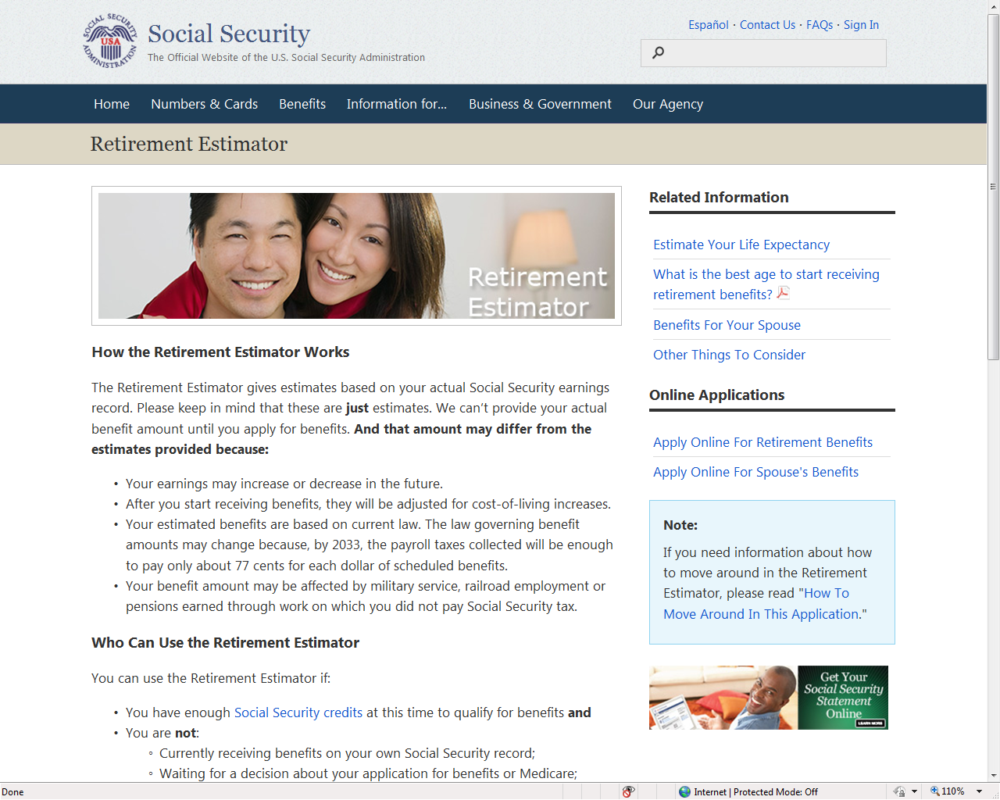 SOCIAL SECURITY
USA
ADMINISTRATION
Social Security
The Official Website of the U.S. Social Security Administration
Español · Contact Us · FAQs · Sign In
Home Numbers & Cards Benefits Information for... Business & Government Our Agency
Retirement Estimator
Retirement
Estimator
How the Retirement Estimator Works
The Retirement Estimator gives estimates based on your actual Social Security earnings
record. Please keep in mind that these are just estimates. We can’t provide your actual
benefit amount until you apply for benefits. And that amount may differ from the
estimates provided because:
• Your earnings may increase or decrease in the future.
• After you start receiving benefits, they will be adjusted for cost-of-living increases.
• Your estimated benefits are based on current law. The law governing benefit
amounts may change because, by 2033, the payroll taxes collected will be enough
to pay only about 77 cents for each dollar of scheduled benefits.
• Your benefit amount may be affected by military service, railroad employment or
pensions earned through work on which you did not pay Social Security tax.
Who Can Use the Retirement Estimator
You can use the Retirement Estimator if:
• You have enough Social Security credits at this time to qualify for benefits and
• You are not:
◦ Currently receiving benefits on your own Social Security record;
◦ Waiting for a decision about your application for benefits or Medicare;
Related Information
Estimate Your Life Expectancy
What is the best age to start receiving
retirement benefits?
Benefits For Your Spouse
Other Things To Consider
Online Applications
Apply Online For Retirement Benefits
Apply Online For Spouse's Benefits
Note:
If you need information about how
to move around in the Retirement
Estimator, please read "How To
Move Around In This Application."
Get Your
Social Security
Statement
Online
LEARN MORE
Done
Internet | Protected Mode: Off
110%